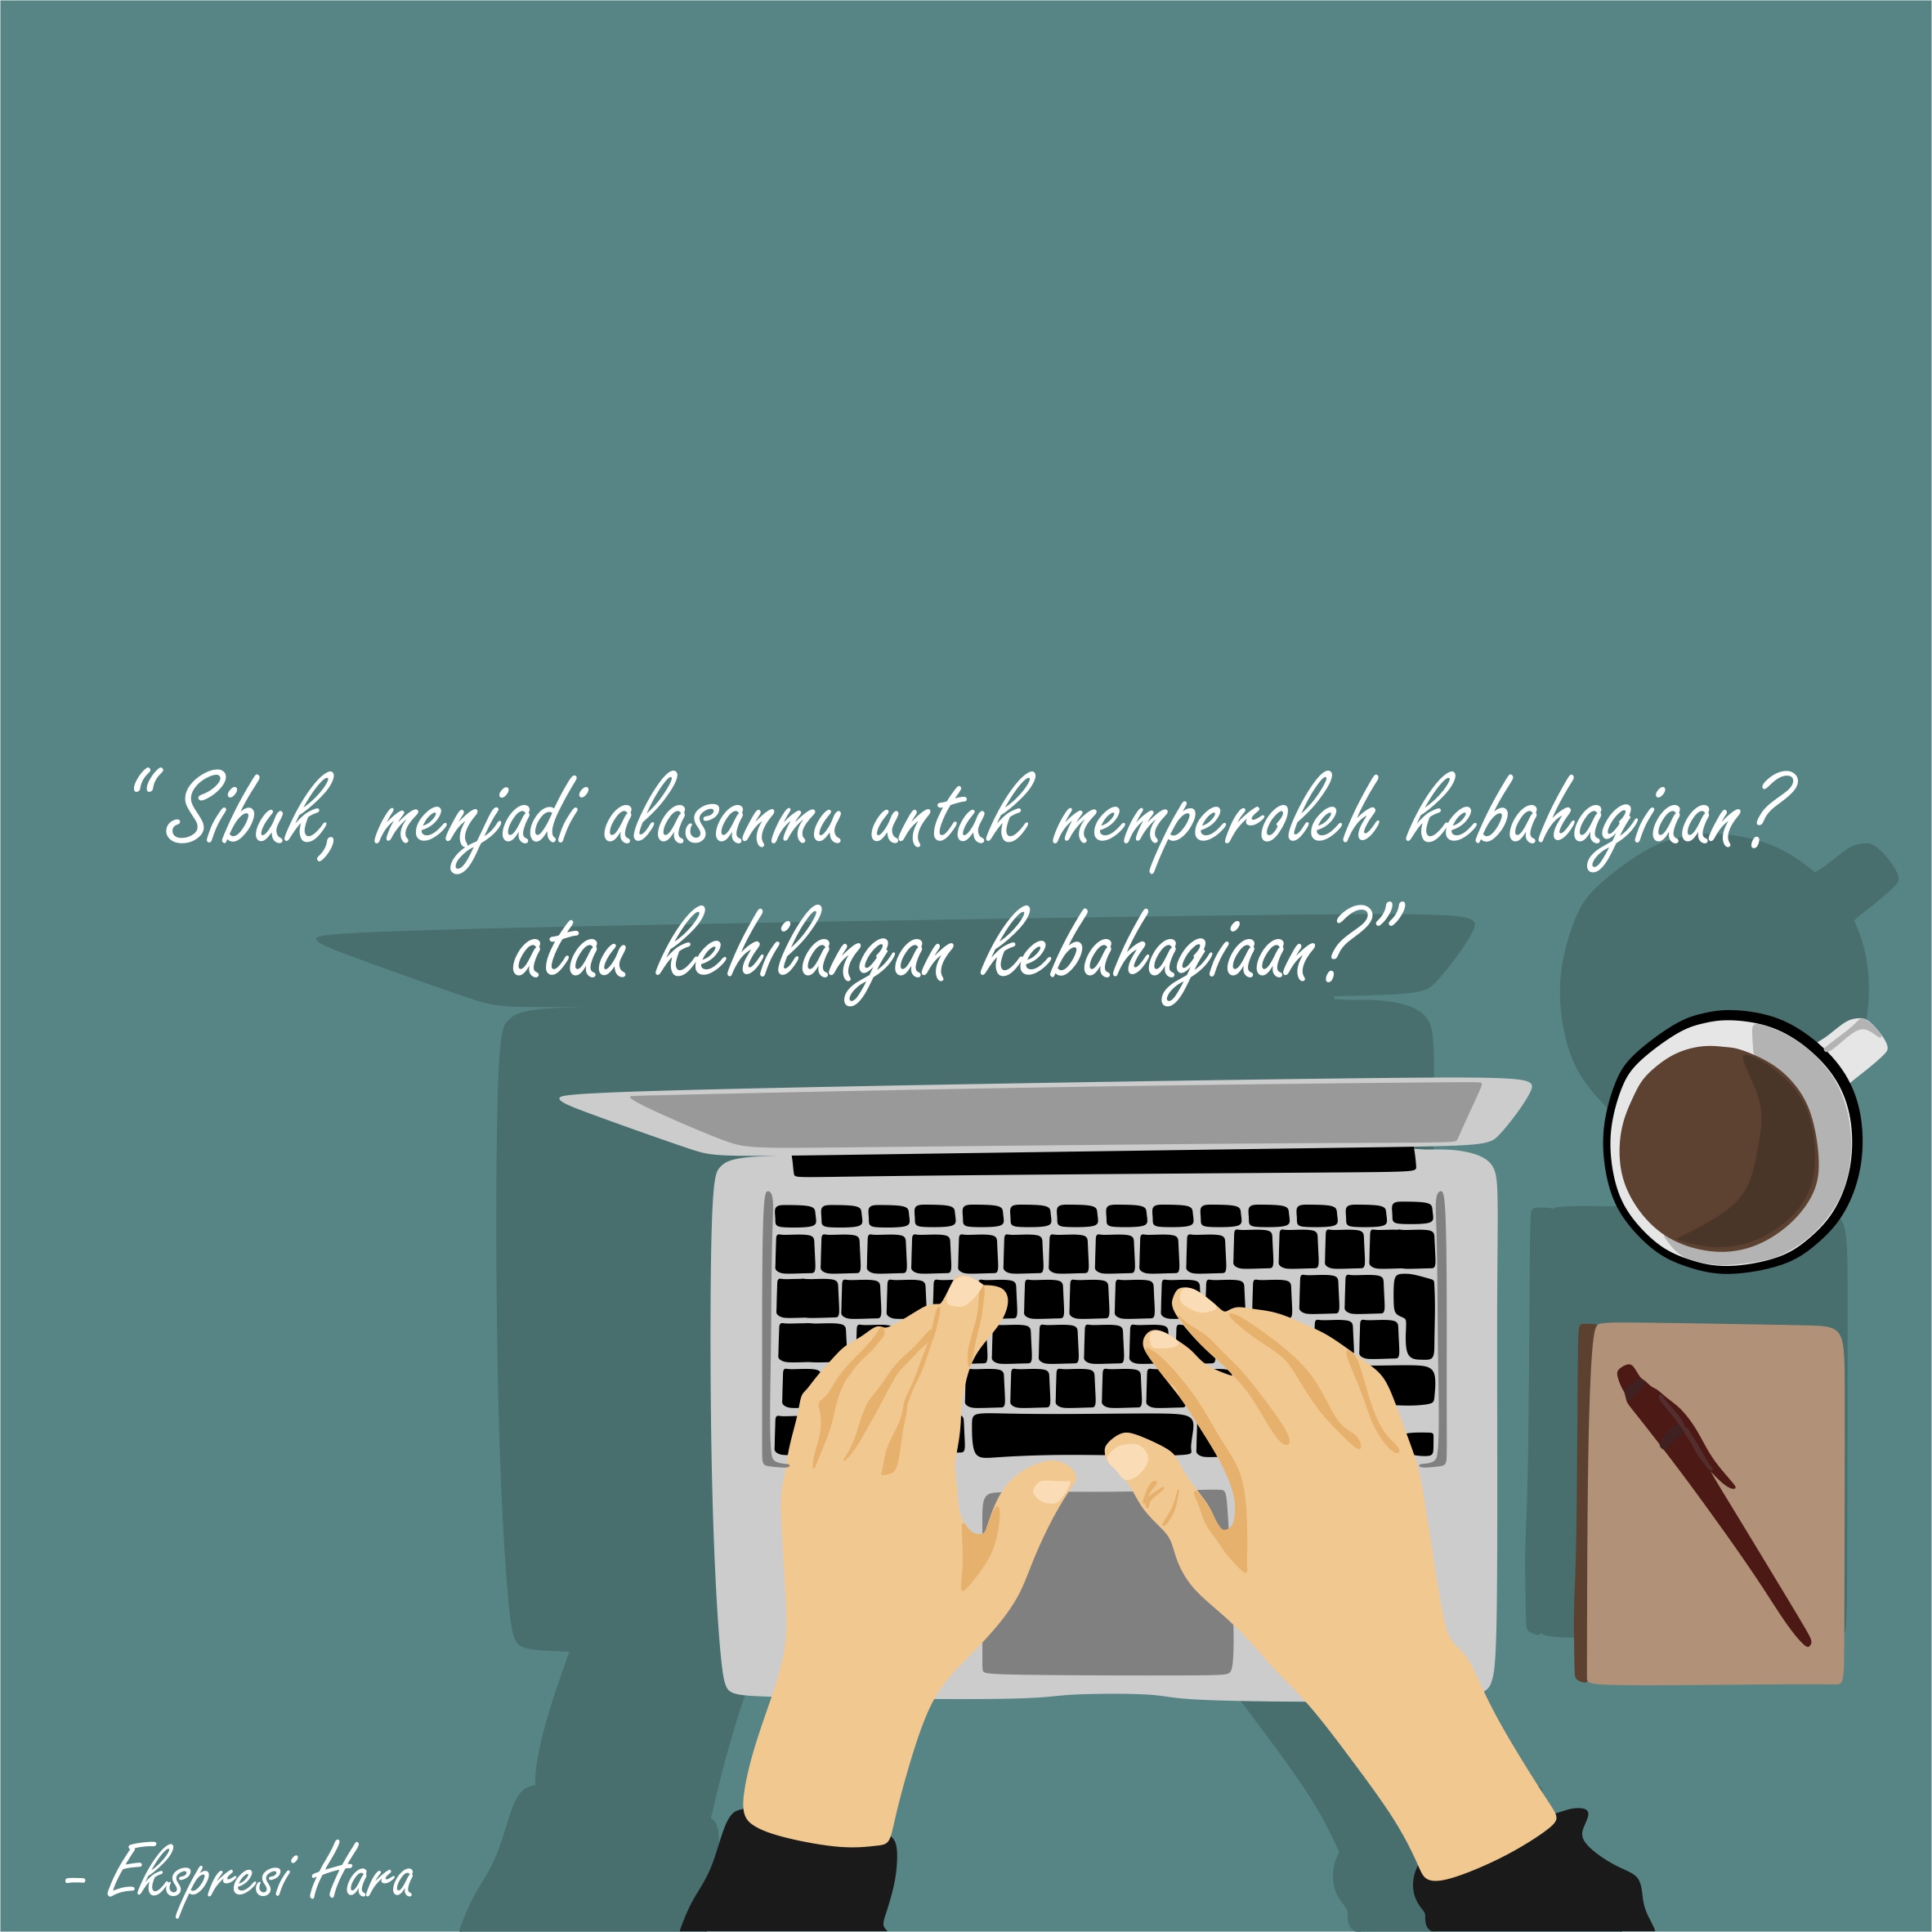 “Sibuk, menjadi alasanmu untuk memperoleh kebahagiaan?
atau kehilangan kebahagiaan?”
- Ekspresi Hara